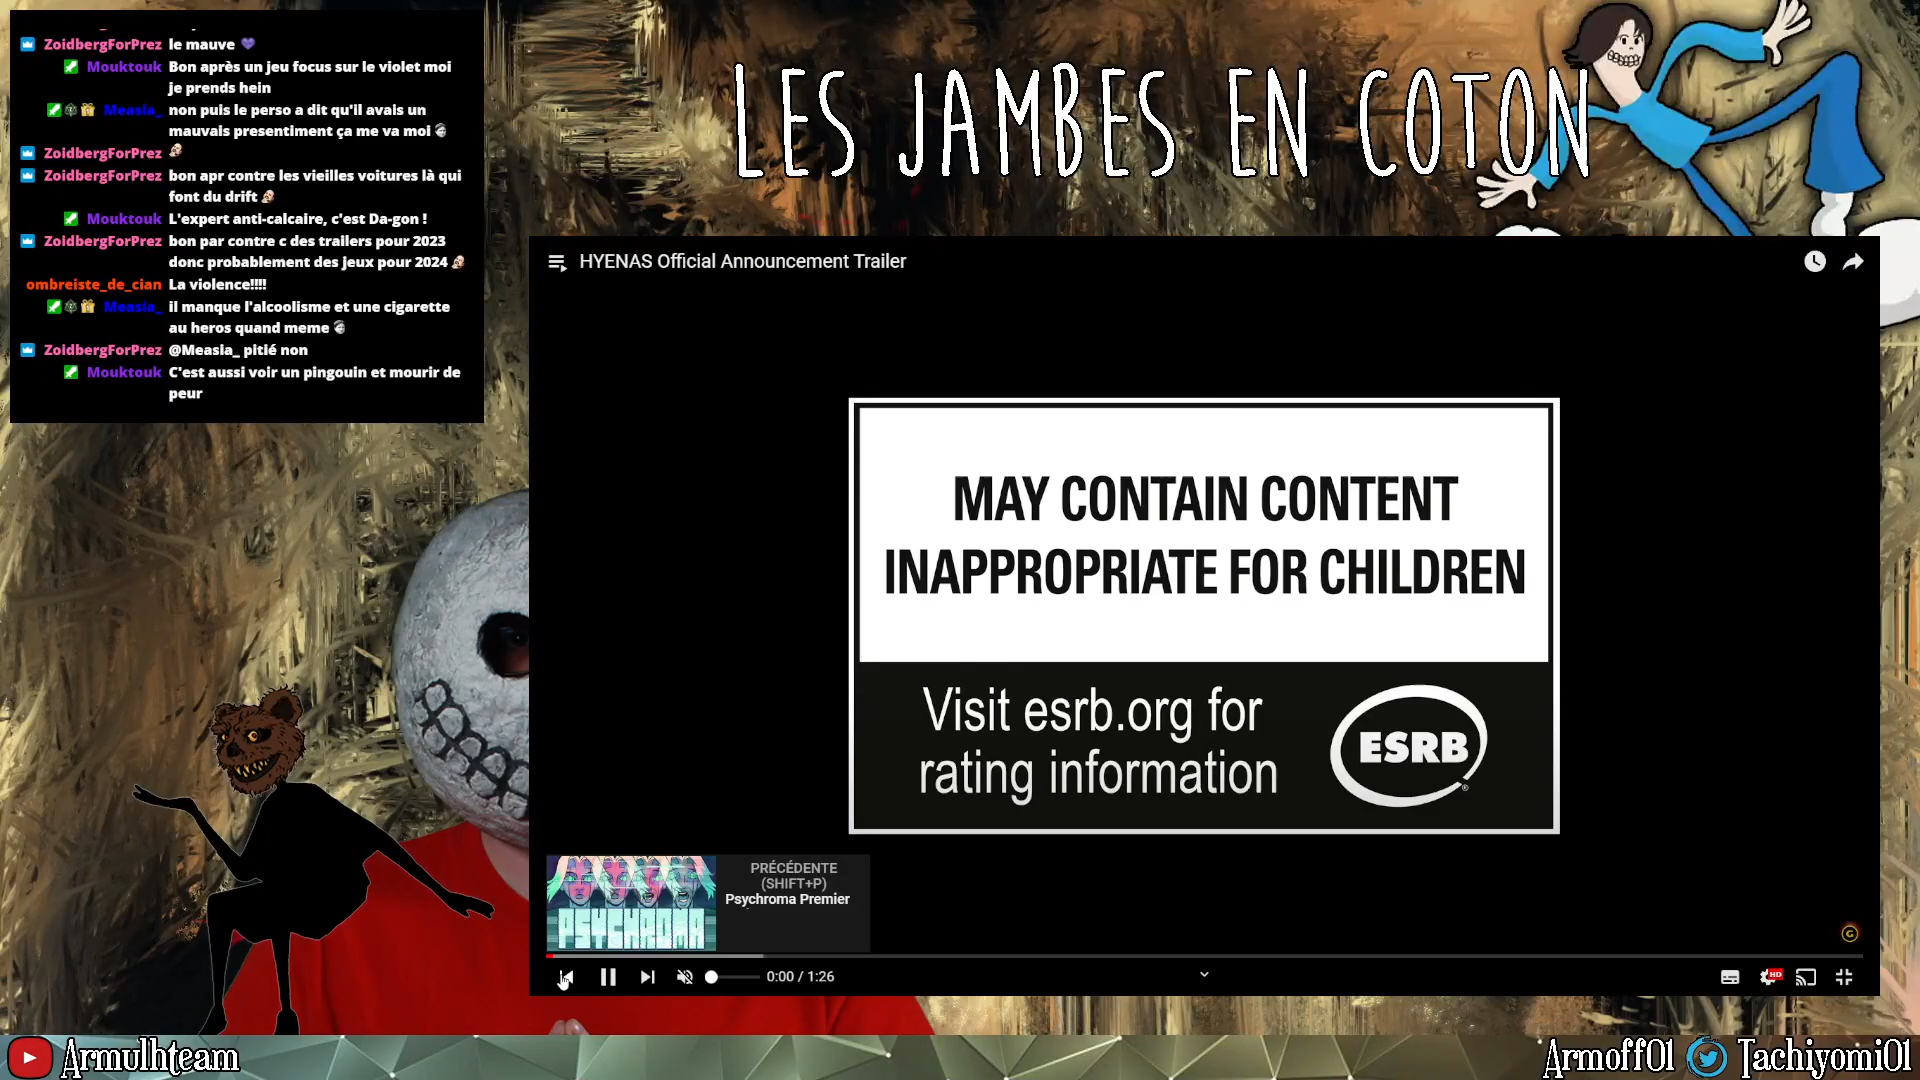 ZoidbergForPrez le mauve
Mouktouk Bon après un jeu focus sur le violet moi
je prends hein
Measia_ non puis le perso a dit qu'il avais un
mauvais presentiment ça me va moi
ZoidbergForPrez
ZoidbergForPrez bon apr contre les vieilles voitures là qui
font du drift
Mouktouk L'expert anti-calcaire, c'est Da-gon !
ZoidbergForPrez bon par contre c des trailers pour 2023
donc probablement des jeux pour 2024
ombreiste_de_cian La violence!!!!
Measia_ il manque l'alcoolisme et une cigarette
au heros quand meme
ZoidbergForPrez @Measia_ pitié non
Mouktouk C'est aussi voir un pingouin et mourir de
peur
LES JAMBES EN COTON
HYENAS Official Announcement Trailer
MAY CONTAIN CONTENT
INAPPROPRIATE FOR CHILDREN
Visit esrb.org for
rating information
ESRB
PSYCHROMA
PRÉCÉDENTE
(SHIFT+P)
Psychroma Premier
G
0:00 / 1:26
HD
Armulhteam
Armoff01
Tachiyomi01